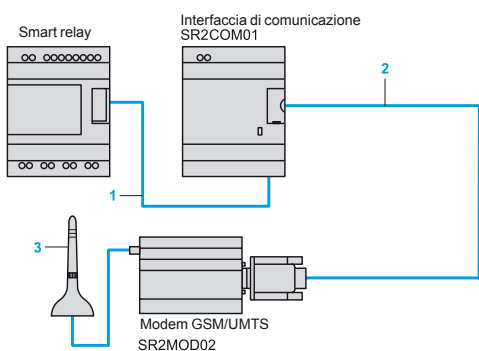 Smart relay
Interfaccia di comunicazione
SR2COM01
2
1
3
Modem GSM/UMTS
SR2MOD02